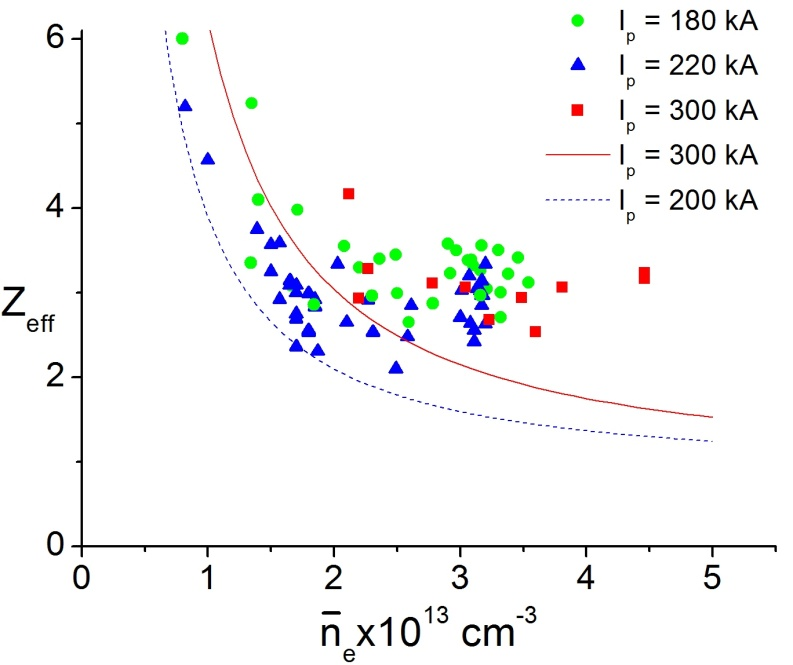 I_p = 180 kA
I_p = 220 kA
I_p = 300 kA
I_p = 300 kA
I_p = 200 kA
6
4
2
0
Z_eff
0 1 2 3 4 5
n̄_e x10^13 cm^-3